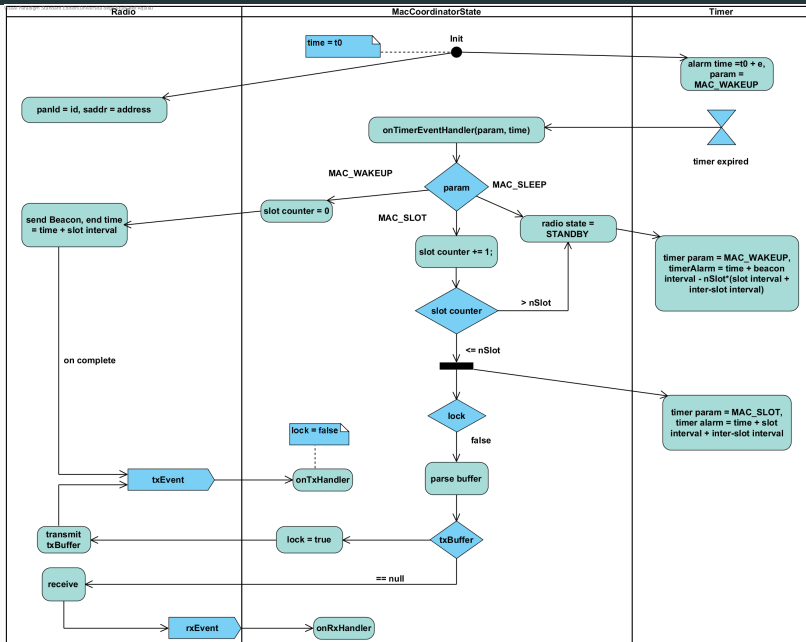 Radio
MacCoordinatorState
Timer
time = t0
Init
alarm time =t0 + e,
param =
MAC_WAKEUP
panId = id, saddr = address
onTimerEventHandler(param, time)
timer expired
MAC_WAKEUP
param
MAC_SLEEP
MAC_SLOT
send Beacon, end time
= time + slot interval
slot counter = 0
radio state =
STANDBY
slot counter += 1;
timer param = MAC_WAKEUP,
timerAlarm = time + beacon
interval - nSlot*(slot interval +
inter-slot interval)
slot counter
> nSlot
<= nSlot
on complete
lock
timer param = MAC_SLOT,
timer alarm = time + slot
interval + inter-slot interval
lock = false
false
txEvent
onTxHandler
parse buffer
transmit
txBuffer
lock = true
txBuffer
== null
receive
rxEvent
onRxHandler